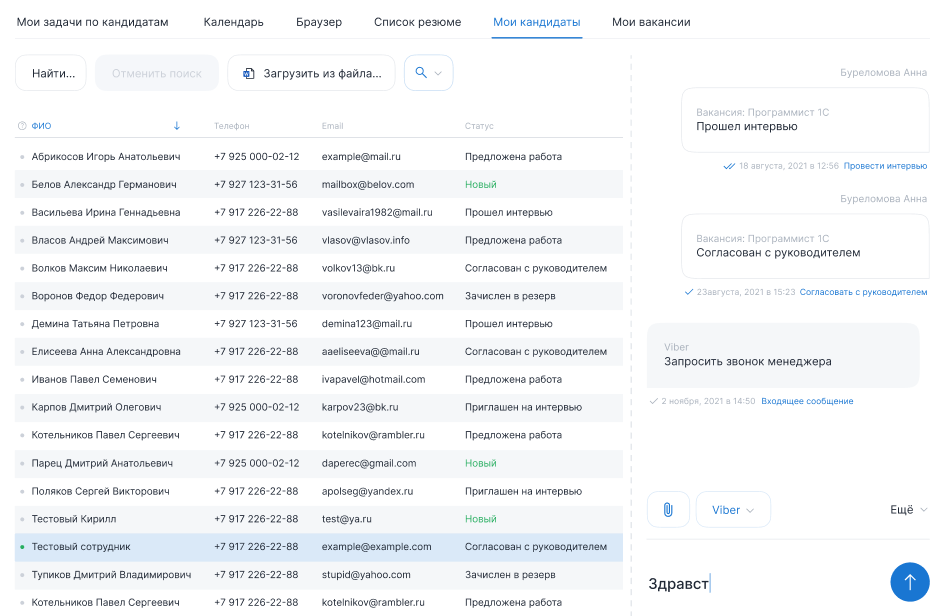 Мои задачи по кандидатам Календарь Браузер Список резюме Мои кандидаты Мои вакансии
Найти... Отменить поиск Загрузить из файла...
ФИО Телефон Email Статус
Абрикосов Игорь Анатольевич +7 925 000-02-12 example@mail.ru Предложена работа
Белов Александр Германович +7 927 123-31-56 mailbox@belov.com Новый
Васильева Ирина Геннадьевна +7 917 226-22-88 vasilevaira1982@mail.ru Прошел интервью
Власов Андрей Максимович +7 927 123-31-56 vlasov@vlasov.info Предложена работа
Волков Максим Николаевич +7 917 226-22-88 volkov13@bk.ru Согласован с руководителем
Воронов Федор Федерович +7 917 226-22-88 voronovfeder@yahoo.com Зачислен в резерв
Демина Татьяна Петровна +7 927 123-31-56 demina123@mail.ru Прошел интервью
Елисеева Анна Александровна +7 917 226-22-88 aaeliseeva@@mail.ru Согласован с руководителем
Иванов Павел Семенович +7 917 226-22-88 ivapavel@hotmail.com Предложена работа
Карпов Дмитрий Олегович +7 925 000-02-12 karpov23@bk.ru Приглашен на интервью
Котельников Павел Сергеевич +7 917 226-22-88 kotelnikov@rambler.ru Предложена работа
Парец Дмитрий Анатольевич +7 925 000-02-12 daperec@gmail.com Новый
Поляков Сергей Викторович +7 917 226-22-88 apolseg@yandex.ru Приглашен на интервью
Тестовый Кирилл +7 917 226-22-88 test@ya.ru Новый
Тестовый сотрудник +7 917 226-22-88 example@example.com Согласован с руководителем
Тупиков Дмитрий Владимирович +7 917 226-22-88 stupid@yahoo.com Зачислен в резерв
Котельников Павел Сергеевич +7 917 226-22-88 kotelnikov@rambler.ru Предложена работа
Буреломова Анна
Вакансия: Программист 1С
Прошел интервью
18 августа, 2021 в 12:56 Провести интервью
Буреломова Анна
Вакансия: Программист 1С
Согласован с руководителем
23августа, 2021 в 15:23 Согласовать с руководителем
Viber
Запросить звонок менеджера
2 ноября, 2021 в 14:50 Входящее сообщение
Viber Ещё
Здравст